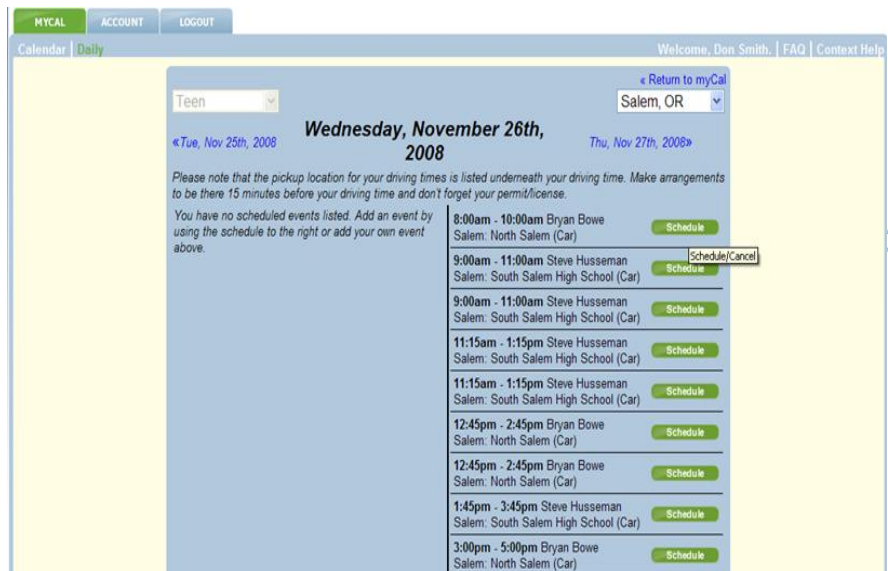 MYCAL ACCOUNT LOGOUT
Calendar | Daily Welcome, Don Smith. | FAQ | Context Help
« Return to myCal
Teen Salem, OR
«Tue, Nov 25th, 2008 Wednesday, November 26th, 2008 Thu, Nov 27th, 2008»
Please note that the pickup location for your driving times is listed underneath your driving time. Make arrangements
to be there 15 minutes before your driving time and don't forget your permit/license.
You have no scheduled events listed. Add an event by
using the schedule to the right or add your own event
above.
8:00am - 10:00am Bryan Bowe
Salem: North Salem (Car)
Schedule
Schedule/Cancel
9:00am - 11:00am Steve Husseman
Salem: South Salem High School (Car)
Schedule
9:00am - 11:00am Steve Husseman
Salem: South Salem High School (Car)
Schedule
11:15am - 1:15pm Steve Husseman
Salem: South Salem High School (Car)
Schedule
11:15am - 1:15pm Steve Husseman
Salem: South Salem High School (Car)
Schedule
12:45pm - 2:45pm Bryan Bowe
Salem: North Salem (Car)
Schedule
12:45pm - 2:45pm Bryan Bowe
Salem: North Salem (Car)
Schedule
1:45pm - 3:45pm Steve Husseman
Salem: South Salem High School (Car)
Schedule
3:00pm - 5:00pm Bryan Bowe
Salem: North Salem (Car)
Schedule